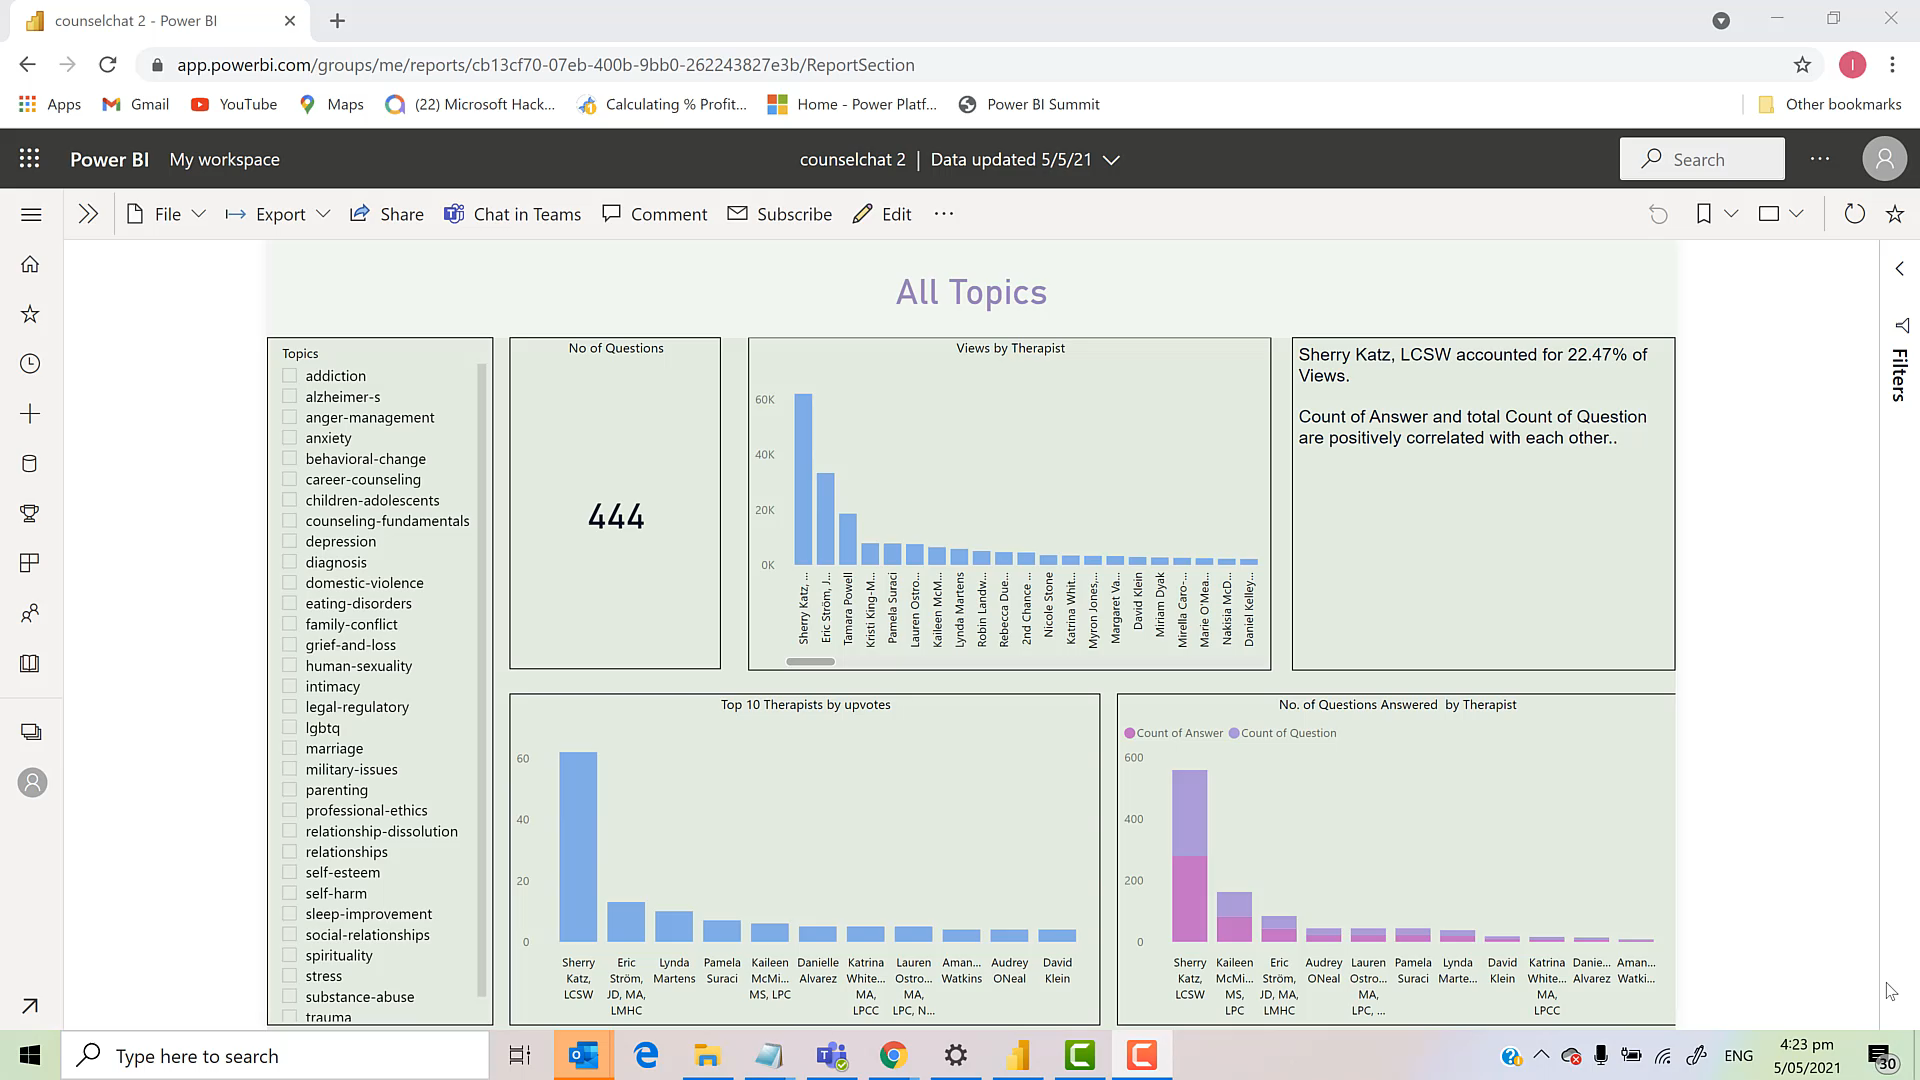 counselchat 2 - Power BI
app.powerbi.com/groups/me/reports/cb13cf70-07eb-400b-9bb0-262243827e3b/ReportSection
I
Apps Gmail YouTube Maps (22) Microsoft Hack... Calculating % Profit... Home - Power Platf... Power BI Summit Other bookmarks
Power BI My workspace counselchat 2 | Data updated 5/5/21 Search
File Export Share Chat in Teams Comment Subscribe Edit
All Topics
Filters
Topics
addiction
alzheimer-s
anger-management
anxiety
behavioral-change
career-counseling
children-adolescents
counseling-fundamentals
depression
diagnosis
domestic-violence
eating-disorders
family-conflict
grief-and-loss
human-sexuality
intimacy
legal-regulatory
lgbtq
marriage
military-issues
parenting
professional-ethics
relationship-dissolution
relationships
self-esteem
self-harm
sleep-improvement
social-relationships
spirituality
stress
substance-abuse
trauma
No of Questions
444
Views by Therapist
60K
40K
20K
0K
Sherry Katz, ...
Eric Ström, J...
Tamara Powell
Kristi King-M...
Pamela Suraci
Lauren Ostro...
Kaileen McM...
Lynda Martens
Robin Landw...
Rebecca Due...
2nd Chance ...
Nicole Stone
Katrina Whit...
Myron Jones,...
Margaret Va...
David Klein
Miriam Dyak
Mirella Caro-...
Marie O'Mea...
Nakisia McD...
Daniel Kelley...
Sherry Katz, LCSW accounted for 22.47% of
Views.
Count of Answer and total Count of Question
are positively correlated with each other..
Top 10 Therapists by upvotes
60
40
20
0
Sherry Eric Lynda Pamela Kaileen Danielle Katrina Lauren Aman... Audrey David
Katz, Ström, Martens Suraci McMi... Alvarez White... Ostro... Watkins ONeal Klein
LCSW JD, MA, MS, LPC MA, MA,
LMHC LPCC LPC, N...
No. of Questions Answered by Therapist
Count of Answer Count of Question
600
400
200
0
Sherry Kaileen Eric Audrey Lauren Pamela Lynda David Katrina Danie... Aman...
Katz, McMi... Ström, ONeal Ostro... Suraci Marte... Klein White... Alvarez Watki...
LCSW MS, JD, MA, MA, MA,
LPC LMHC LPC, ... LPCC
Type here to search
ENG
4:23 pm
5/05/2021
30